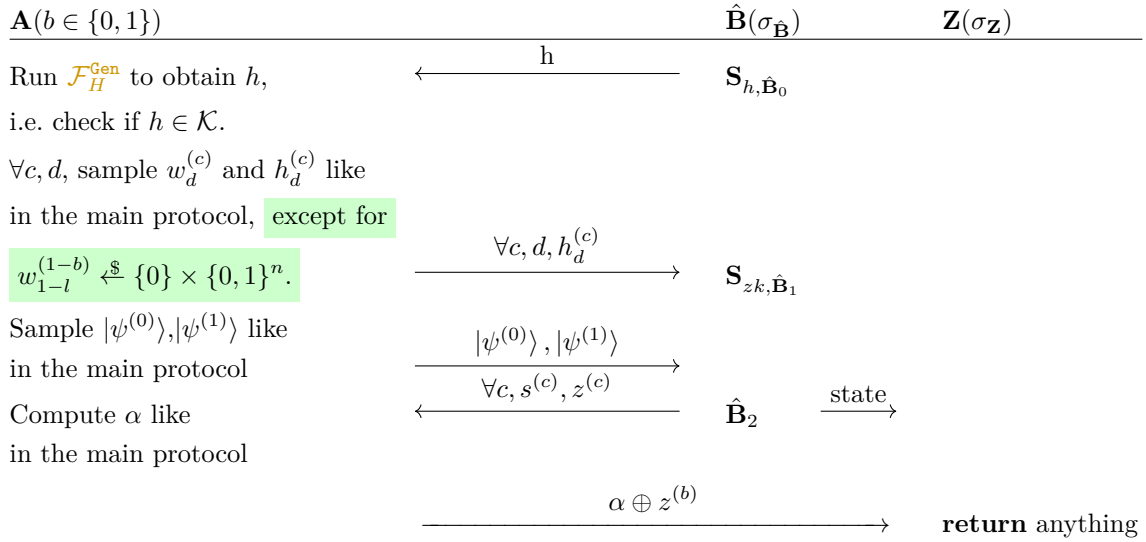 A(b ∈ {0, 1}) B̂(σ_B̂) Z(σ_Z)
Run ℱ_H^Gen to obtain h, h S_{h,B̂_0}
i.e. check if h ∈ 𝒦.
∀c, d, sample w_d^{(c)} and h_d^{(c)} like
in the main protocol, except for ∀c, d, h_d^{(c)}
w_{1−l}^{(1−b)} ↞$ {0} × {0, 1}^n. S_{zk,B̂_1}
Sample |ψ^{(0)}⟩,|ψ^{(1)}⟩ like |ψ^{(0)}⟩ , |ψ^{(1)}⟩
in the main protocol ∀c, s^{(c)}, z^{(c)} state
Compute α like B̂_2
in the main protocol
α ⊕ z^{(b)} return anything